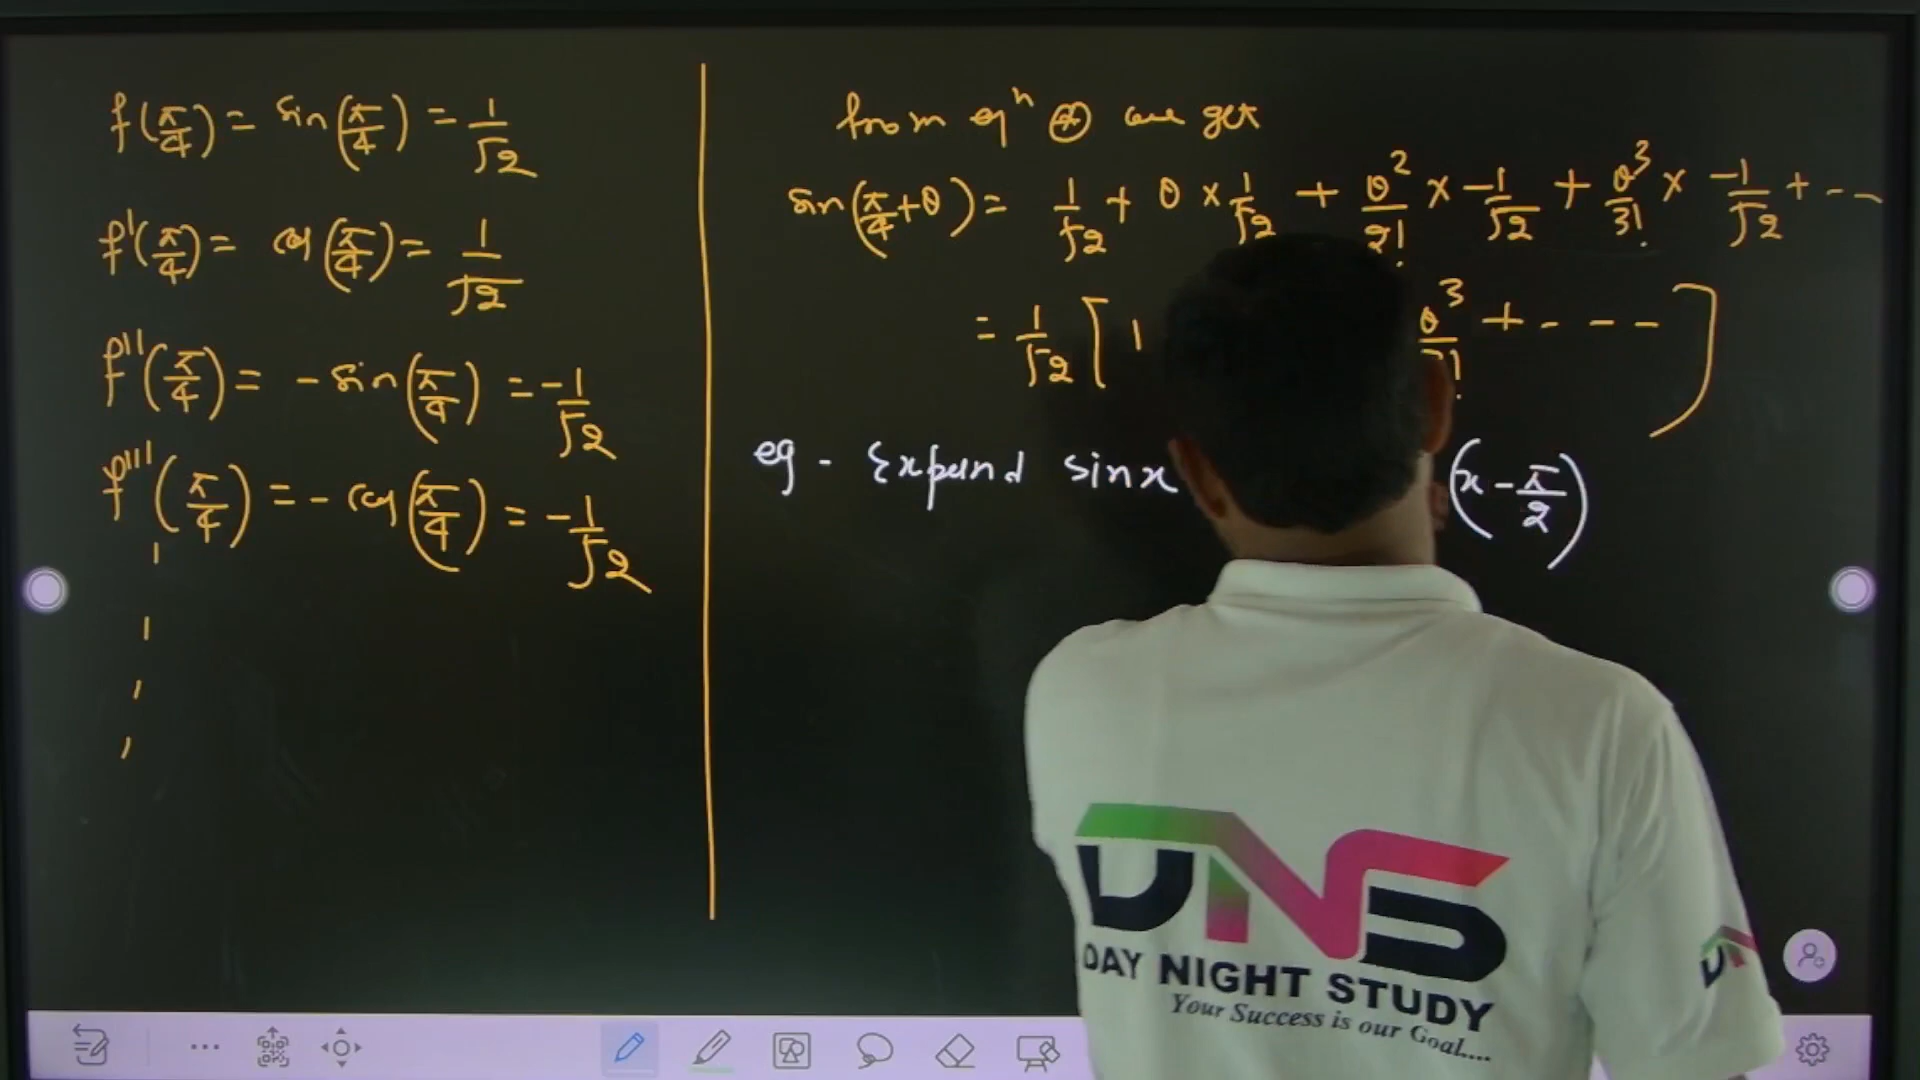 f(π/4) = sin(π/4) = 1/√2
f'(π/4) = cos(π/4) = 1/√2
f''(π/4) = - sin(π/4) = -1/√2
f'''(π/4) = - cos(π/4) = -1/√2
from eqⁿ ⊛ we get
sin(π/4+θ) = 1/√2 + θ × 1/√2 + θ²/2! × -1/√2 + θ³/3! × -1/√2 + ---
= 1/√2 [ 1 θ³/3! + ---- ]
eg - Expand sinx (x - π/2)
DNS
DAY NIGHT STUDY
Your Success is our Goal....